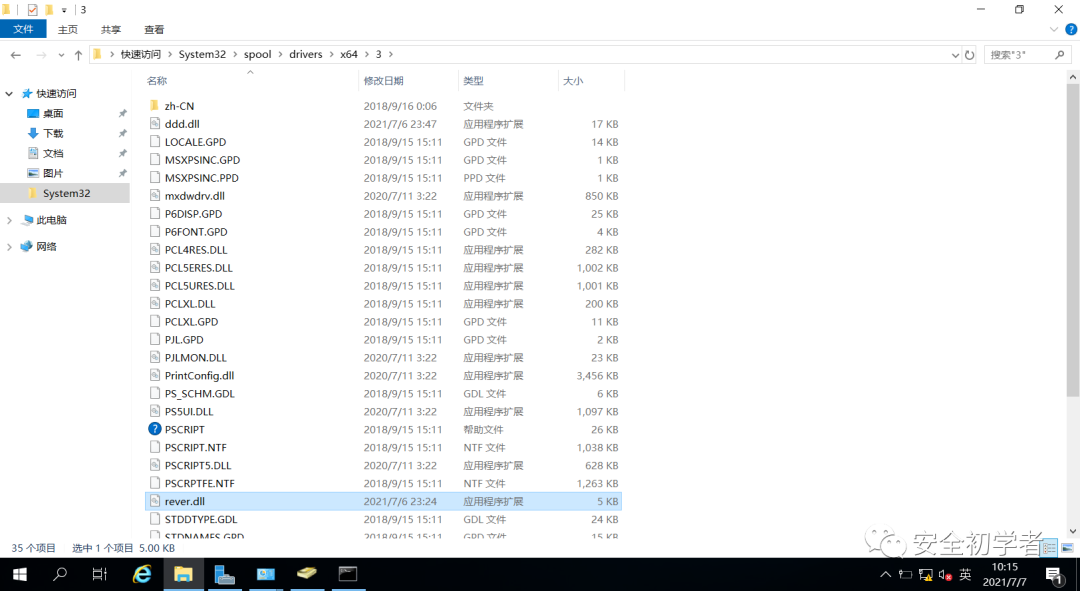 3
文件 主页 共享 查看
快速访问 System32 spool drivers x64 3 搜索"3"
名称 修改日期 类型 大小
快速访问
桌面
下载
文档
图片
System32
此电脑
网络
zh-CN 2018/9/16 0:06 文件夹
ddd.dll 2021/7/6 23:47 应用程序扩展 17 KB
LOCALE.GPD 2018/9/15 15:11 GPD 文件 14 KB
MSXPSINC.GPD 2018/9/15 15:11 GPD 文件 1 KB
MSXPSINC.PPD 2018/9/15 15:11 PPD 文件 1 KB
mxdwdrv.dll 2020/7/11 3:22 应用程序扩展 850 KB
P6DISP.GPD 2018/9/15 15:11 GPD 文件 25 KB
P6FONT.GPD 2018/9/15 15:11 GPD 文件 4 KB
PCL4RES.DLL 2018/9/15 15:11 应用程序扩展 282 KB
PCL5ERES.DLL 2018/9/15 15:11 应用程序扩展 1,002 KB
PCL5URES.DLL 2018/9/15 15:11 应用程序扩展 1,001 KB
PCLXL.DLL 2018/9/15 15:11 应用程序扩展 200 KB
PCLXL.GPD 2018/9/15 15:11 GPD 文件 11 KB
PJL.GPD 2018/9/15 15:11 GPD 文件 2 KB
PJLMON.DLL 2020/7/11 3:22 应用程序扩展 23 KB
PrintConfig.dll 2020/7/11 3:22 应用程序扩展 3,456 KB
PS_SCHM.GDL 2018/9/15 15:11 GDL 文件 6 KB
PS5UI.DLL 2020/7/11 3:22 应用程序扩展 1,097 KB
PSCRIPT 2018/9/15 15:11 帮助文件 26 KB
PSCRIPT.NTF 2018/9/15 15:11 NTF 文件 1,038 KB
PSCRIPT5.DLL 2020/7/11 3:22 应用程序扩展 628 KB
PSCRPTFE.NTF 2018/9/15 15:11 NTF 文件 1,263 KB
rever.dll 2021/7/6 23:24 应用程序扩展 5 KB
STDDTYPE.GDL 2018/9/15 15:11 GDL 文件 24 KB
STDNAMES.GPD 2018/9/15 15:11 GPD 文件 15 KB
35 个项目 选中 1 个项目 5.00 KB
安全初学者
英 10:15
2021/7/7
1